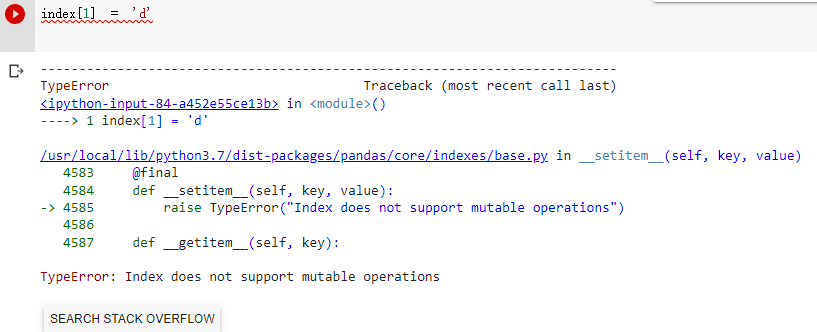 index[1] = 'd'
---------------------------------------------------------------------------
TypeError                                 Traceback (most recent call last)
<ipython-input-84-a452e55ce13b> in <module>()
----> 1 index[1] = 'd'
/usr/local/lib/python3.7/dist-packages/pandas/core/indexes/base.py in __setitem__(self, key, value)
   4583     @final
   4584     def __setitem__(self, key, value):
-> 4585         raise TypeError("Index does not support mutable operations")
   4586
   4587     def __getitem__(self, key):
TypeError: Index does not support mutable operations
SEARCH STACK OVERFLOW